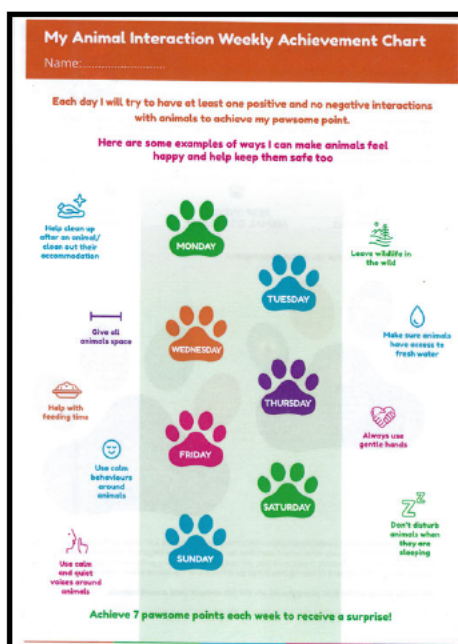 My Animal Interaction Weekly Achievement Chart
Name:............................
Each day I will try to have at least one positive and no negative interactions
with animals to achieve my pawsome point.
Here are some examples of ways I can make animals feel
happy and help keep them safe too
Help clean up
after an animal/
clean out their
accommodation
MONDAY
Leave wildlife in
the wild
TUESDAY
Give all
animals space
WEDNESDAY
Make sure animals
have access to
fresh water
Help with
feeding time
THURSDAY
Always use
gentle hands
FRIDAY
Use calm
behaviours
around
animals
SATURDAY
Don't disturb
animals when
they are
sleeping
Use calm
and quiet
voices around
animals
SUNDAY
Achieve 7 pawsome points each week to receive a surprise!